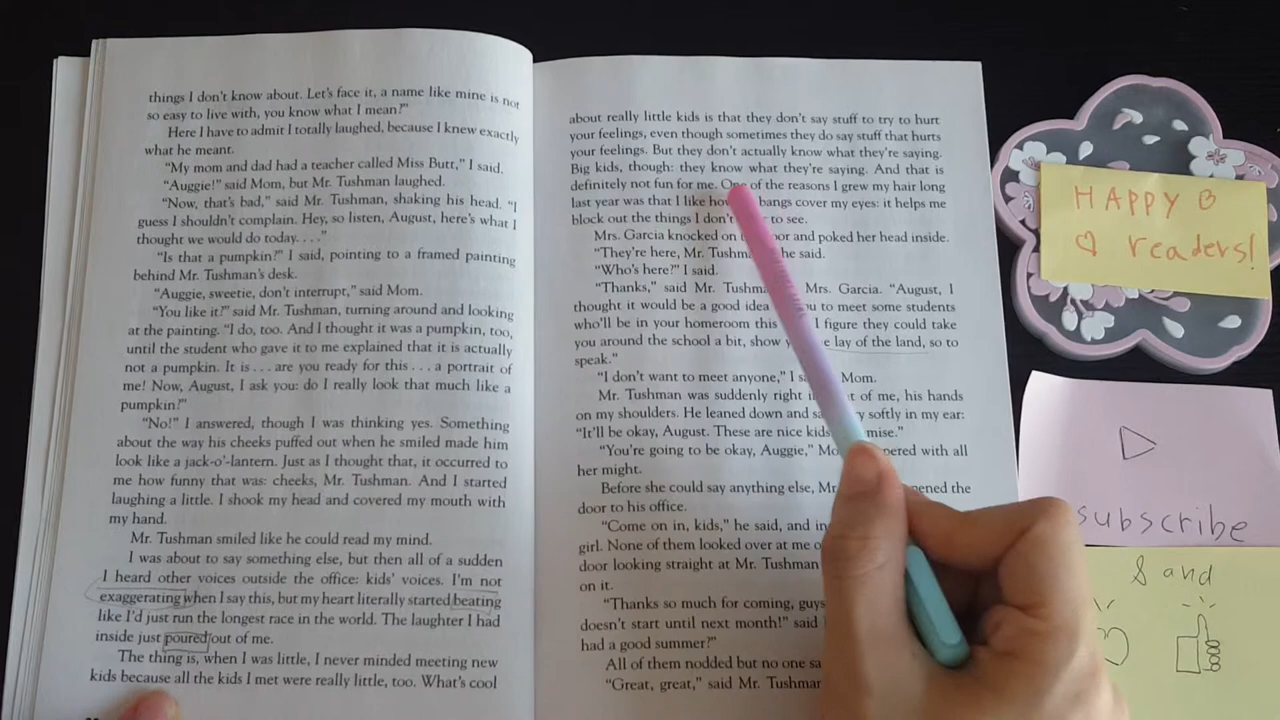 things I don't know about. Let's face it, a name like mine is not
so easy to live with, you know what I mean?"
Here I have to admit I totally laughed, because I knew exactly
what he meant.
"My mom and dad had a teacher called Miss Butt," I said.
"Auggie!" said Mom, but Mr. Tushman laughed.
"Now, that's bad," said Mr. Tushman, shaking his head. "I
guess I shouldn't complain. Hey, so listen, August, here's what I
thought we would do today. . . ."
"Is that a pumpkin?" I said, pointing to a framed painting
behind Mr. Tushman's desk.
"Auggie, sweetie, don't interrupt," said Mom.
"You like it?" said Mr. Tushman, turning around and looking
at the painting. "I do, too. And I thought it was a pumpkin, too,
until the student who gave it to me explained that it is actually
not a pumpkin. It is . . . are you ready for this . . . a portrait of
me! Now, August, I ask you: do I really look that much like a
pumpkin?"
"No!" I answered, though I was thinking yes. Something
about the way his cheeks puffed out when he smiled made him
look like a jack-o'-lantern. Just as I thought that, it occurred to
me how funny that was: cheeks, Mr. Tushman. And I started
laughing a little. I shook my head and covered my mouth with
my hand.
Mr. Tushman smiled like he could read my mind.
I was about to say something else, but then all of a sudden
I heard other voices outside the office: kids' voices. I'm not
exaggerating when I say this, but my heart literally started beating
like I'd just run the longest race in the world. The laughter I had
inside just poured out of me.
The thing is, when I was little, I never minded meeting new
kids because all the kids I met were really little, too. What's cool
about really little kids is that they don't say stuff to try to hurt
your feelings, even though sometimes they do say stuff that hurts
your feelings. But they don't actually know what they're saying.
Big kids, though: they know what they're saying. And that is
definitely not fun for me. One of the reasons I grew my hair long
last year was that I like how bangs cover my eyes: it helps me
block out the things I don't to see.
Mrs. Garcia knocked on oor and poked her head inside.
"They're here, Mr. Tushma he said.
"Who's here?" I said.
"Thanks," said Mr. Tushma Mrs. Garcia. "August, I
thought it would be a good idea ou to meet some students
who'll be in your homeroom this I figure they could take
you around the school a bit, show y e lay of the land, so to
speak."
"I don't want to meet anyone," I s Mom.
Mr. Tushman was suddenly right i t of me, his hands
on my shoulders. He leaned down and sa y softly in my ear:
"It'll be okay, August. These are nice kids mise."
"You're going to be okay, Auggie," Mo pered with all
her might.
Before she could say anything else, Mr pened the
door to his office.
"Come on in, kids," he said, and in
girl. None of them looked over at me o
door looking straight at Mr. Tushman
on it.
"Thanks so much for coming, guys
doesn't start until next month!" said
had a good summer?"
All of them nodded but no one sa
"Great, great," said Mr. Tushman
HAPPY
readers!
subscribe
and